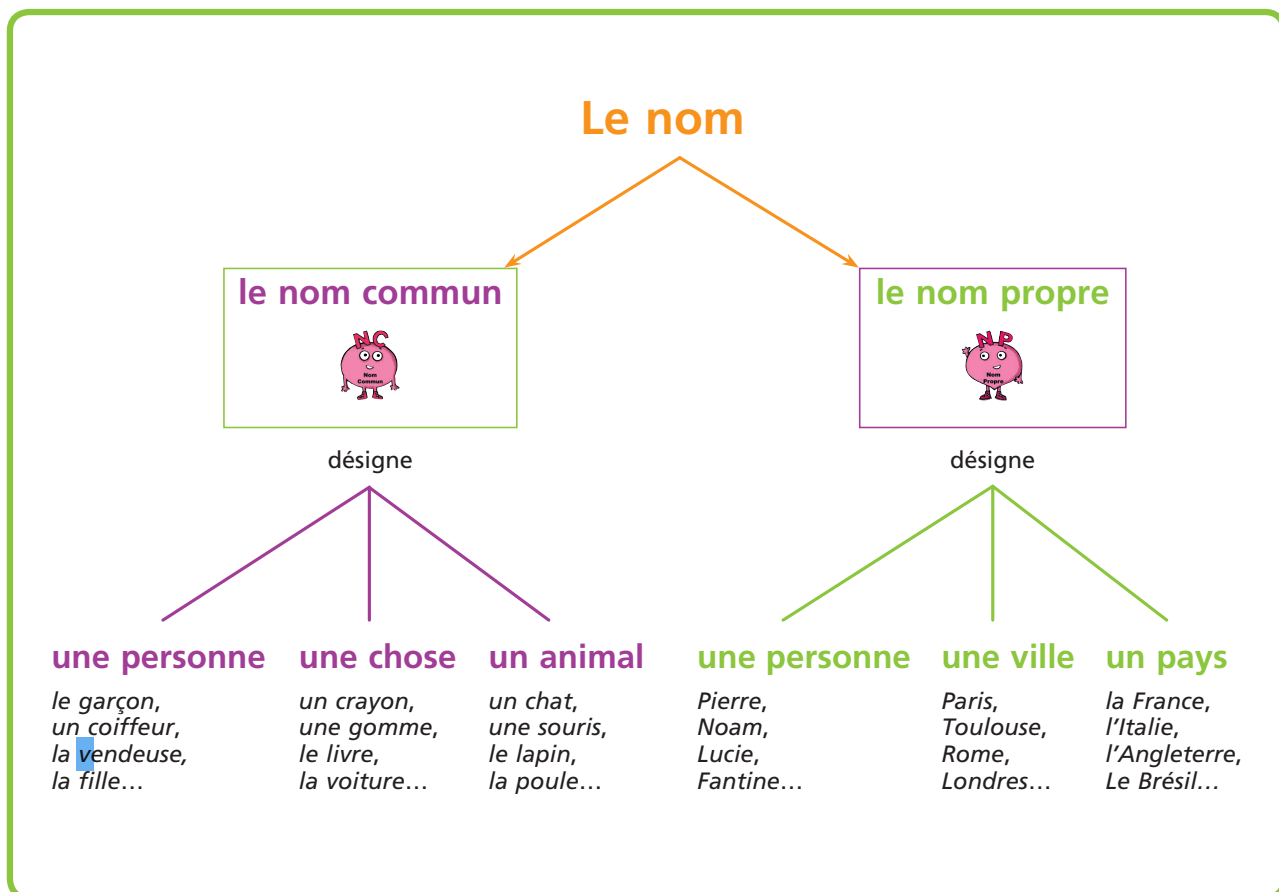 Le nom
le nom commun
NC
Nom
Commun
désigne
une personne
le garçon,
un coiffeur,
la vendeuse,
la fille…
une chose
un crayon,
une gomme,
le livre,
la voiture…
un animal
un chat,
une souris,
le lapin,
la poule…
le nom propre
NP
Nom
Propre
désigne
une personne
Pierre,
Noam,
Lucie,
Fantine…
une ville
Paris,
Toulouse,
Rome,
Londres…
un pays
la France,
l’Italie,
l’Angleterre,
Le Brésil…